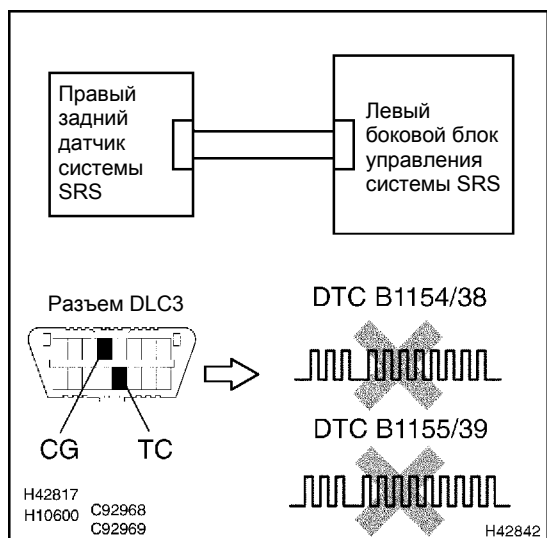 Правый
задний
датчик
системы
SRS
Левый
боковой блок
управления
системы SRS
Разъем DLC3
CG
TC
DTC B1154/38
DTC B1155/39
H42817
H10600
C92968
C92969
H42842